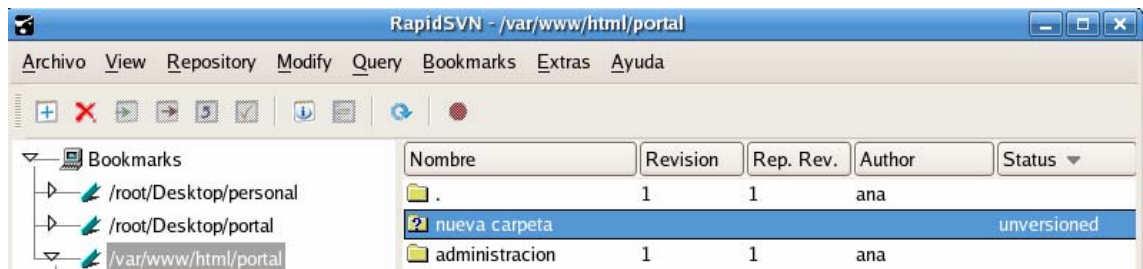 RapidSVN - /var/www/html/portal
Archivo View Repository Modify Query Bookmarks Extras Ayuda
Bookmarks
/root/Desktop/personal
/root/Desktop/portal
/var/www/html/portal
Nombre Revision Rep. Rev. Author Status
. 1 1 ana
nueva carpeta unversioned
administracion 1 1 ana